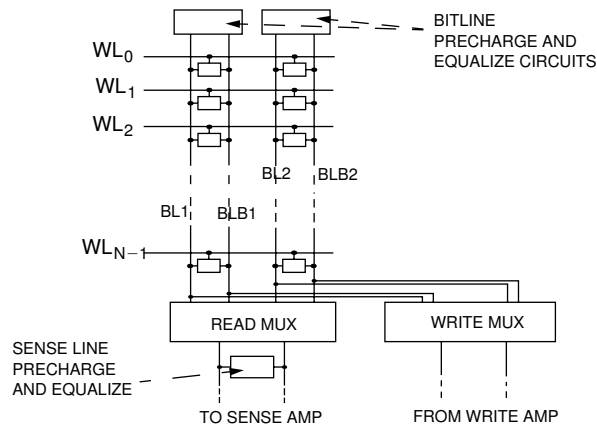 BITLINE
PRECHARGE AND
EQUALIZE CIRCUITS
WL0
WL1
WL2
BL2
BLB2
BL1
BLB1
WLN−1
READ MUX
WRITE MUX
SENSE LINE
PRECHARGE
AND EQUALIZE
TO SENSE AMP
FROM WRITE AMP